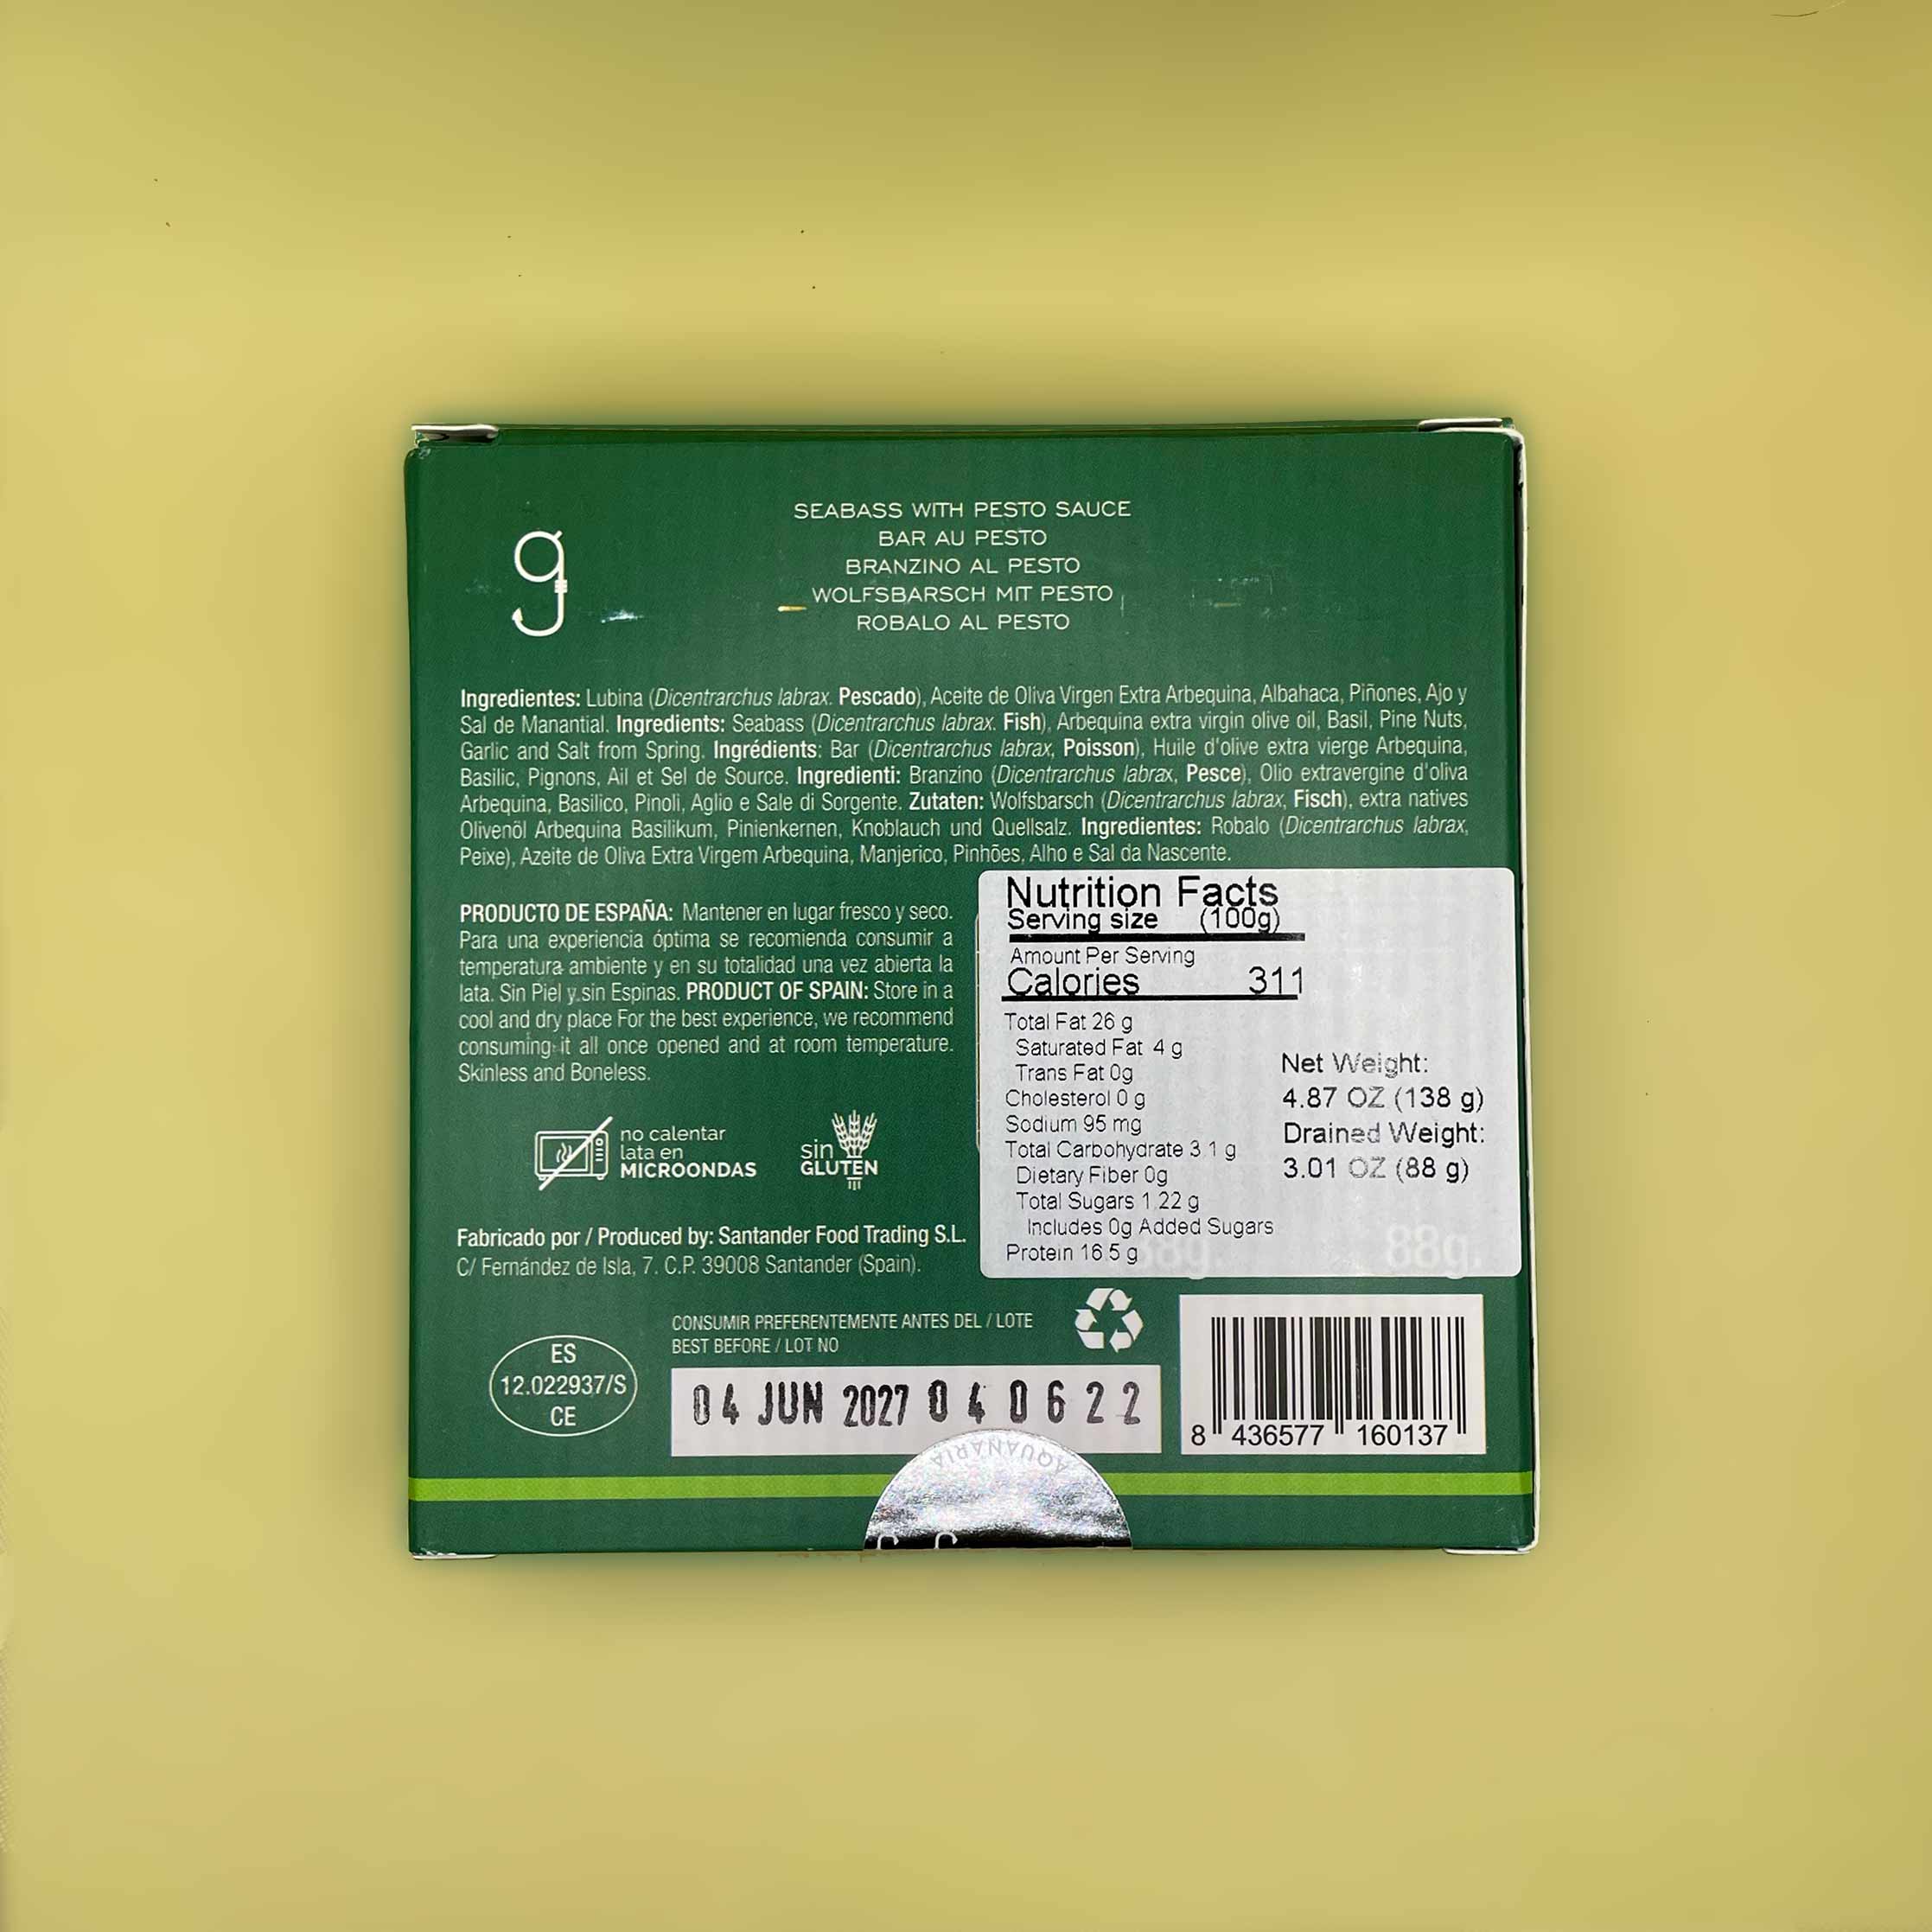 g
SEABASS WITH PESTO SAUCE
BAR AU PESTO
BRANZINO AL PESTO
WOLFSBARSCH MIT PESTO
ROBALO AL PESTO
Ingredientes: Lubina (Dicentrarchus labrax. Pescado), Aceite de Oliva Virgen Extra Arbequina, Albahaca, Piñones, Ajo y
Sal de Manantial. Ingredients: Seabass (Dicentrarchus labrax. Fish), Arbequina extra virgin olive oil, Basil, Pine Nuts,
Garlic and Salt from Spring. Ingrédients: Bar (Dicentrarchus labrax, Poisson), Huile d'olive extra vierge Arbequina,
Basilic, Pignons, Ail et Sel de Source. Ingredienti: Branzino (Dicentrarchus labrax, Pesce), Olio extravergine d'oliva
Arbequina, Basilico, Pinoli, Aglio e Sale di Sorgente. Zutaten: Wolfsbarsch (Dicentrarchus labrax, Fisch), extra natives
Olivenöl Arbequina Basilikum, Pinienkernen, Knoblauch und Quellsalz. Ingredientes: Robalo (Dicentrarchus labrax,
Peixe), Azeite de Oliva Extra Virgem Arbequina, Manjerico, Pinhões, Alho e Sal da Nascente.
PRODUCTO DE ESPAÑA: Mantener en lugar fresco y seco.
Para una experiencia óptima se recomienda consumir a
temperatura ambiente y en su totalidad una vez abierta la
lata. Sin Piel y sin Espinas. PRODUCT OF SPAIN: Store in a
cool and dry place For the best experience, we recommend
consuming it all once opened and at room temperature.
Skinless and Boneless.
no calentar
lata en
MICROONDAS
sin
GLUTEN
Fabricado por / Produced by: Santander Food Trading S.L.
C/ Fernández de Isla, 7. C.P. 39008 Santander (Spain).
Nutrition Facts
Serving size (100g)
Amount Per Serving
Calories 311
Total Fat 26 g
Saturated Fat 4 g
Trans Fat 0g
Cholesterol 0 g
Sodium 95 mg
Total Carbohydrate 3.1 g
Dietary Fiber 0g
Total Sugars 1.22 g
Includes 0g Added Sugars
Protein 16.5 g
Net Weight:
4.87 OZ (138 g)
Drained Weight:
3.01 OZ (88 g)
88g.
88g.
CONSUMIR PREFERENTEMENTE ANTES DEL / LOTE
BEST BEFORE / LOT NO
04 JUN 2027 040622
ES
12.022937/S
CE
8 436577 160137
AQUANARIA